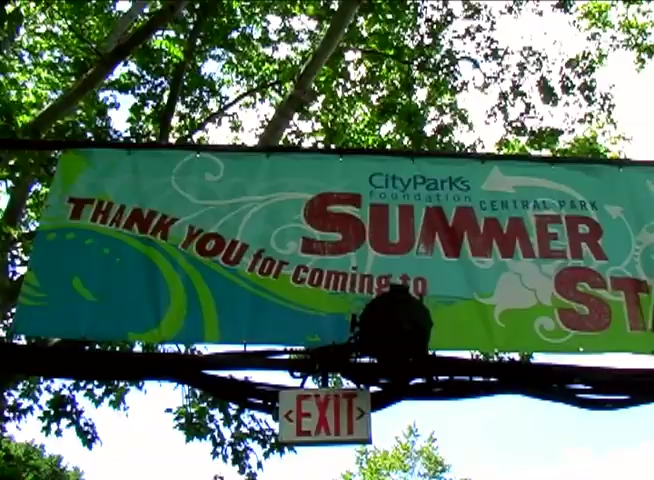 CityParks
foundation
CENTRAL PARK
THANK YOU for coming to
SUMMER
EXIT